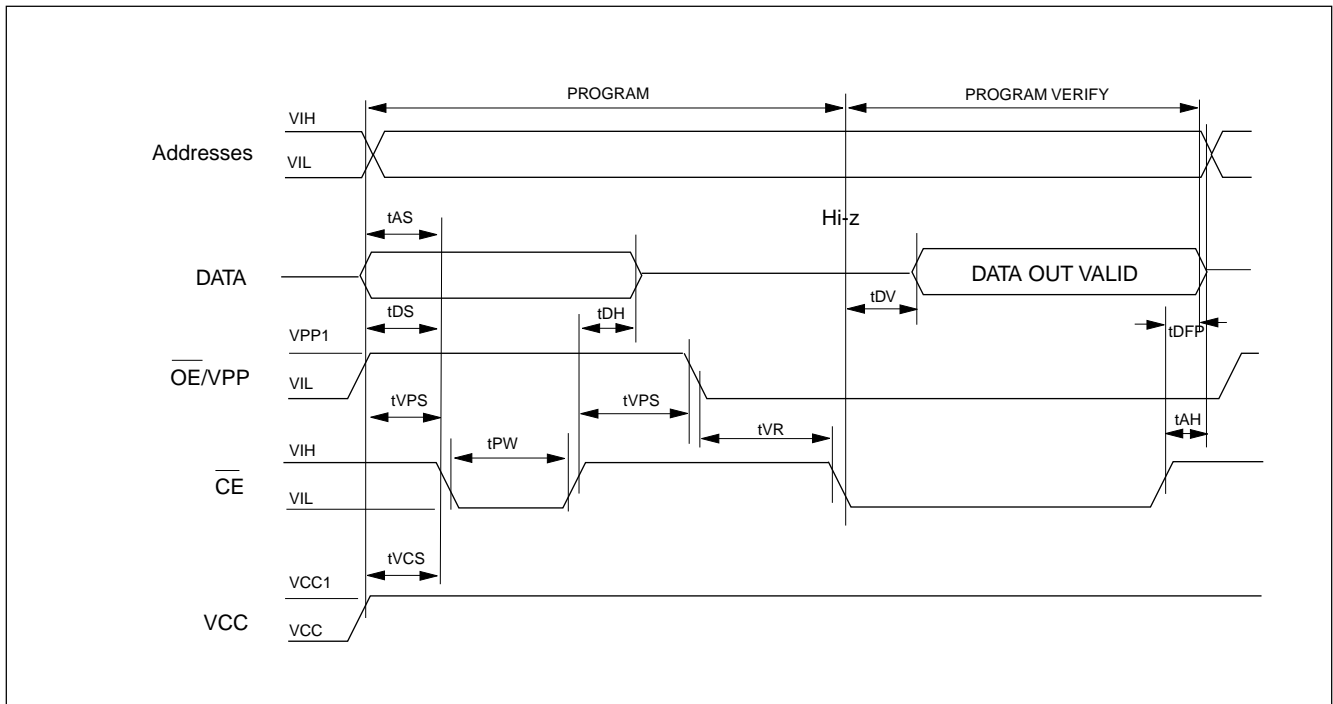 PROGRAM
PROGRAM VERIFY
VIH
Addresses
VIL
Hi-z
tAS
DATA
DATA OUT VALID
tDS
tDH
tDV
tDFP
VPP1
OE/VPP
VIL
tVPS
tVPS
tVR
tAH
VIH
tPW
CE
VIL
tVCS
VCC1
VCC
VCC